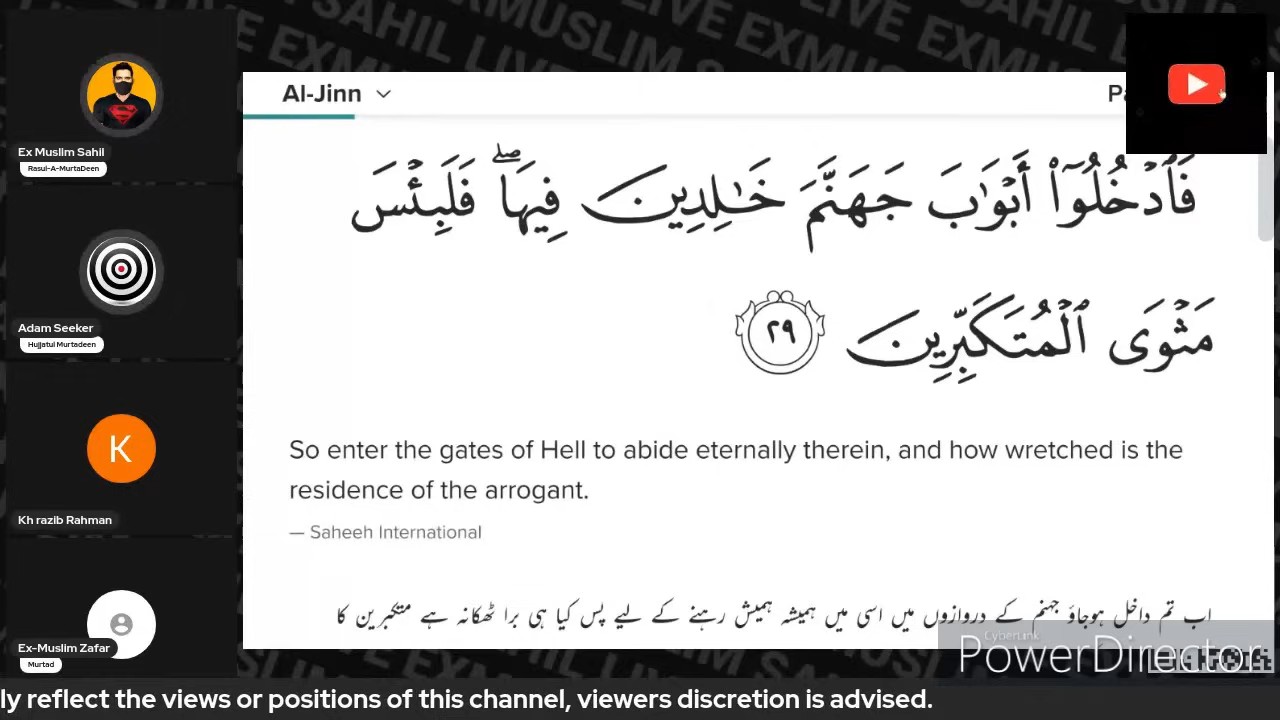 Ex Muslim Sahil
Rasul-A-MurtaDeen
Adam Seeker
Hujjatul Murtadeen
K
Kh razib Rahman
Ex-Muslim Zafar
Murtad
Al-Jinn
فَٱدۡخُلُوٓاْ أَبۡوَٰبَ جَهَنَّمَ خَٰلِدِينَ فِيهَاۖ فَلَبِئۡسَ
مَثۡوَى ٱلۡمُتَكَبِّرِينَ ٢٩
So enter the gates of Hell to abide eternally therein, and how wretched is the
residence of the arrogant.
— Saheeh International
اب تم داخل ہوجاؤ جہنم کے دروازوں میں اسی میں ہمیشہ ہمیش رہنے کے لیے پس کیا ہی برا ٹھکانہ ہے متکبرین کا
CyberLink
PowerDirector
ly reflect the views or positions of this channel, viewers discretion is advised.